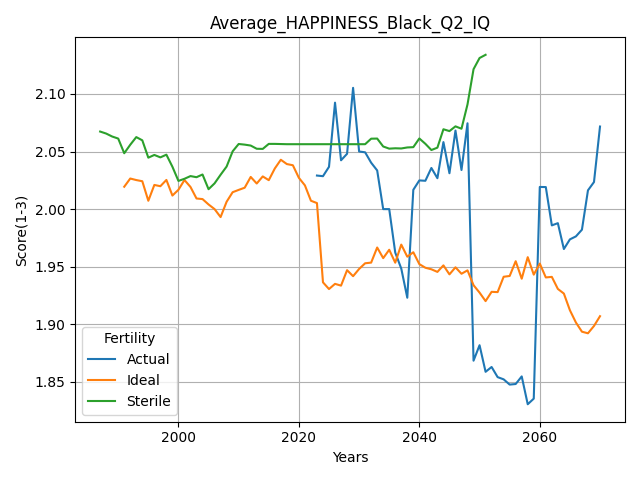 Average_HAPPINESS_Black_Q2_IQ
Score(1-3)
2.10
2.05
2.00
1.95
1.90
1.85
Fertility
Actual
Ideal
Sterile
2000
2020
2040
2060
Years